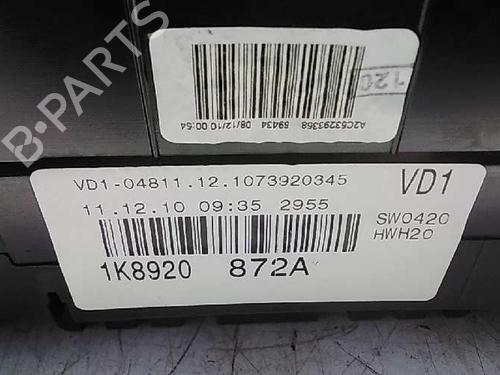 B-PARTS
120
A2C53293368 59434 08/12/10 00:54
VD1-04811.12.1073920345 VD1
11.12.10 09:35 2955 SW0420
HWH20
1K8920 872A